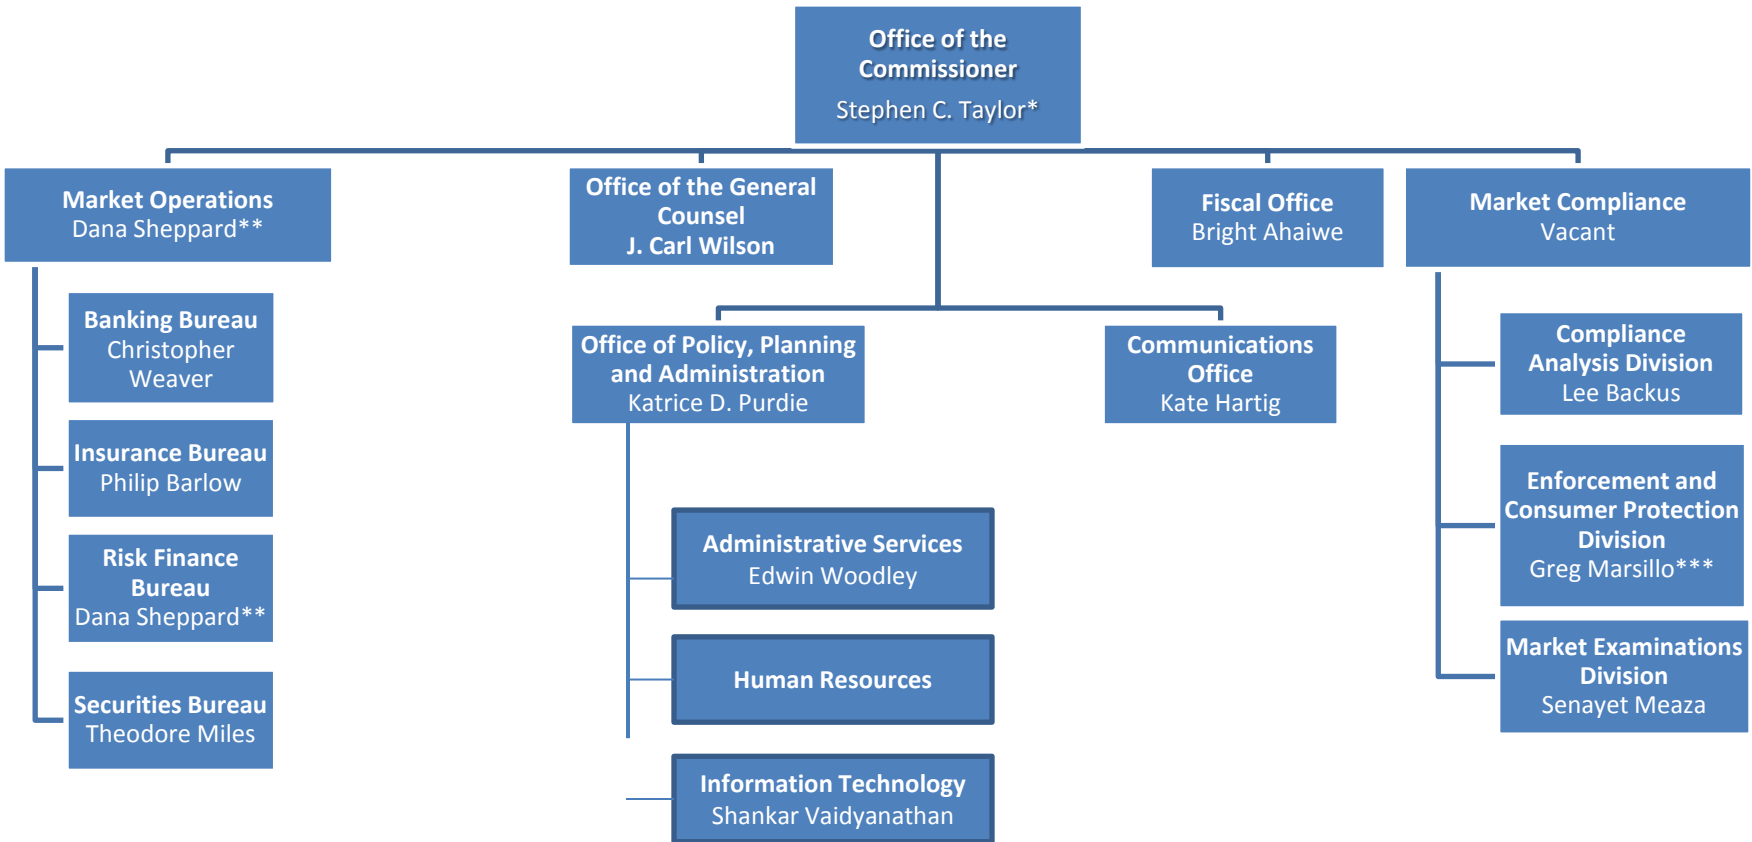 Office of the
Commissioner
Stephen C. Taylor*
Market Operations
Dana Sheppard**
Office of the General
Counsel
J. Carl Wilson
Fiscal Office
Bright Ahaiwe
Market Compliance
Vacant
Banking Bureau
Christopher
Weaver
Insurance Bureau
Philip Barlow
Risk Finance
Bureau
Dana Sheppard**
Securities Bureau
Theodore Miles
Office of Policy, Planning
and Administration
Katrice D. Purdie
Communications
Office
Kate Hartig
Administrative Services
Edwin Woodley
Human Resources
Information Technology
Shankar Vaidyanathan
Compliance
Analysis Division
Lee Backus
Enforcement and
Consumer Protection
Division
Greg Marsillo***
Market Examinations
Division
Senayet Meaza